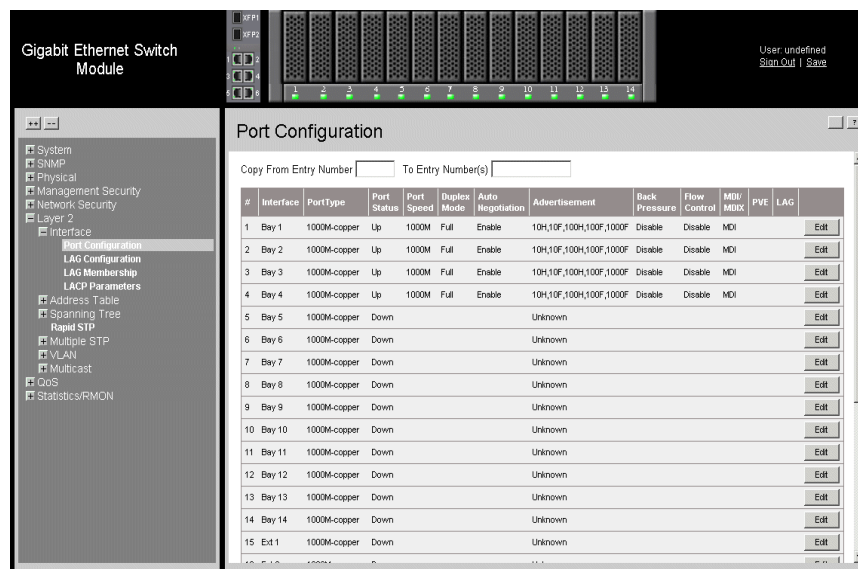 Gigabit Ethernet Switch
Module
XFP1
XFP2
1 2
3 4
5 6
1 2 3 4 5 6 7 8 9 10 11 12 13 14
User: undefined
Sign Out | Save
++ --
System
SNMP
Physical
Management Security
Network Security
Layer 2
Interface
Port Configuration
LAG Configuration
LAG Membership
LACP Parameters
Address Table
Spanning Tree
Rapid STP
Multiple STP
VLAN
Multicast
QoS
Statistics/RMON
Port Configuration
?
Copy From Entry Number To Entry Number(s)
# Interface PortType Port Status Port Speed Duplex Mode Auto Negotiation Advertisement Back Pressure Flow Control MDI/ MDIX PVE LAG
1 Bay 1 1000M-copper Up 1000M Full Enable 10H,10F,100H,100F,1000F Disable Disable MDI Edit
2 Bay 2 1000M-copper Up 1000M Full Enable 10H,10F,100H,100F,1000F Disable Disable MDI Edit
3 Bay 3 1000M-copper Up 1000M Full Enable 10H,10F,100H,100F,1000F Disable Disable MDI Edit
4 Bay 4 1000M-copper Up 1000M Full Enable 10H,10F,100H,100F,1000F Disable Disable MDI Edit
5 Bay 5 1000M-copper Down Unknown Edit
6 Bay 6 1000M-copper Down Unknown Edit
7 Bay 7 1000M-copper Down Unknown Edit
8 Bay 8 1000M-copper Down Unknown Edit
9 Bay 9 1000M-copper Down Unknown Edit
10 Bay 10 1000M-copper Down Unknown Edit
11 Bay 11 1000M-copper Down Unknown Edit
12 Bay 12 1000M-copper Down Unknown Edit
13 Bay 13 1000M-copper Down Unknown Edit
14 Bay 14 1000M-copper Down Unknown Edit
15 Ext 1 1000M-copper Down Unknown Edit